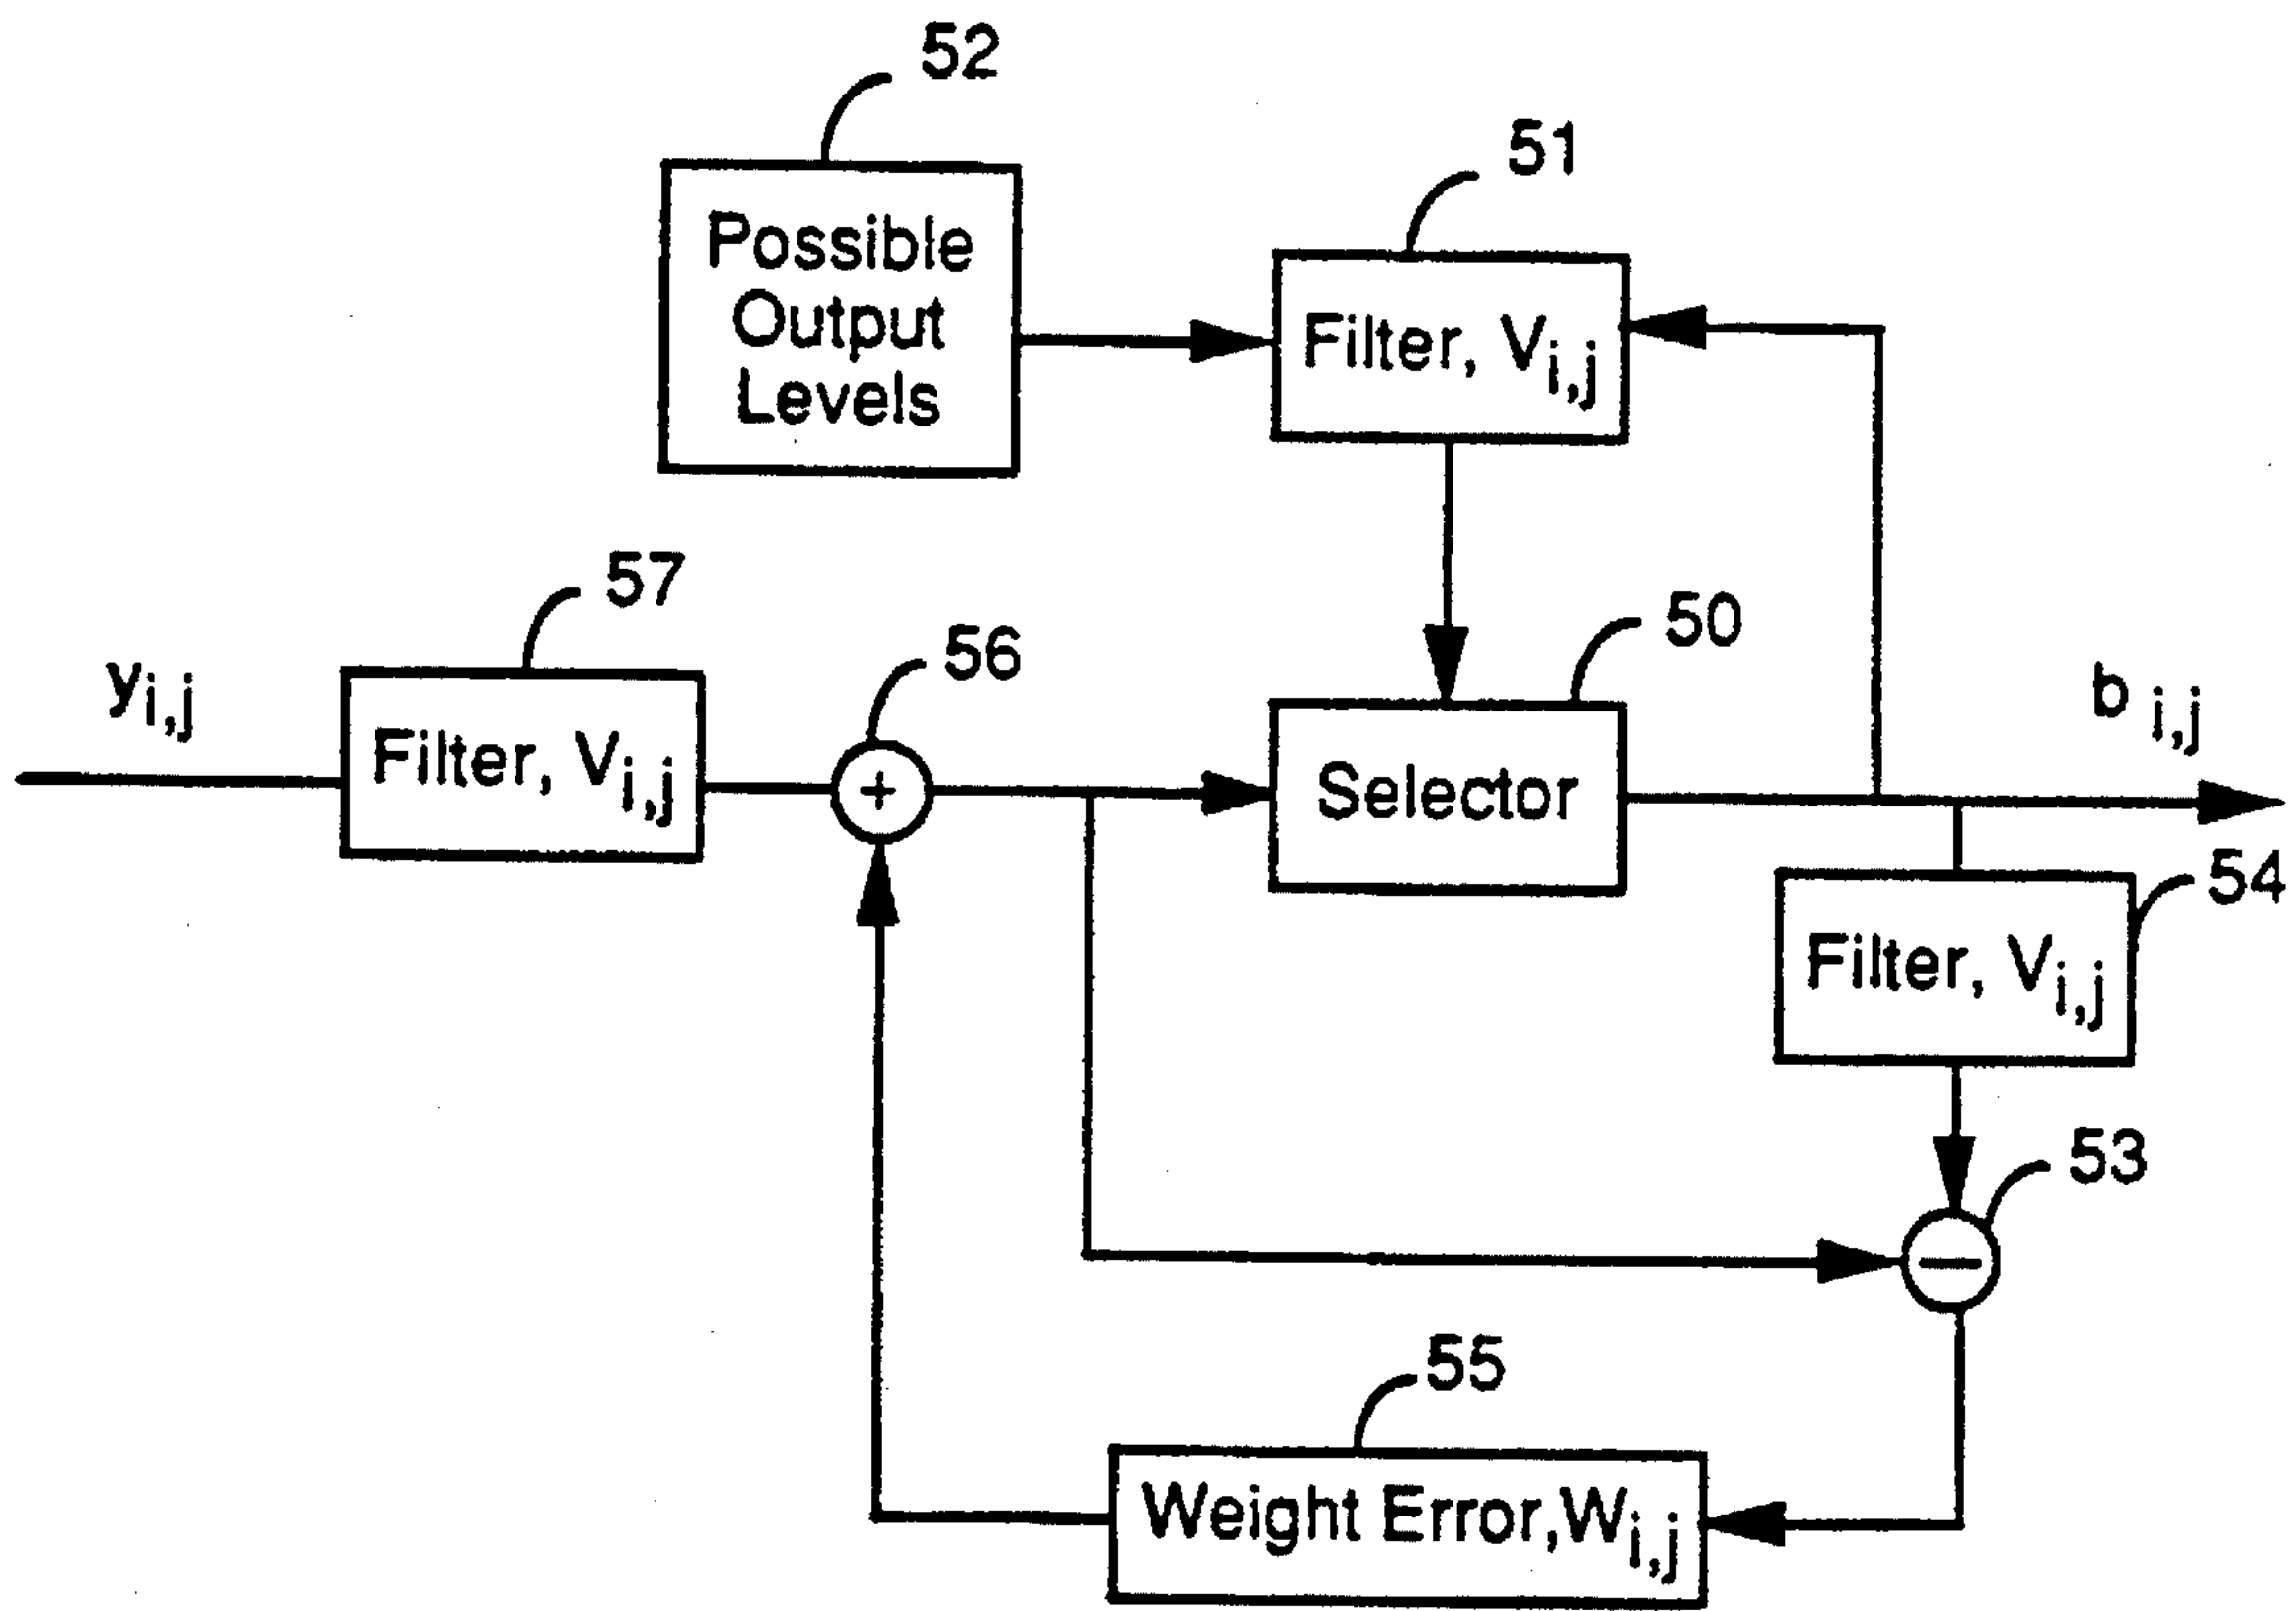 52
Possible
Output
Levels
51
Filter, Vi,j
57
Filter, Vi,j
yi,j
56
+
50
Selector
b i,j
54
Filter, Vi,j
53
−
55
Weight Error,Wi,j